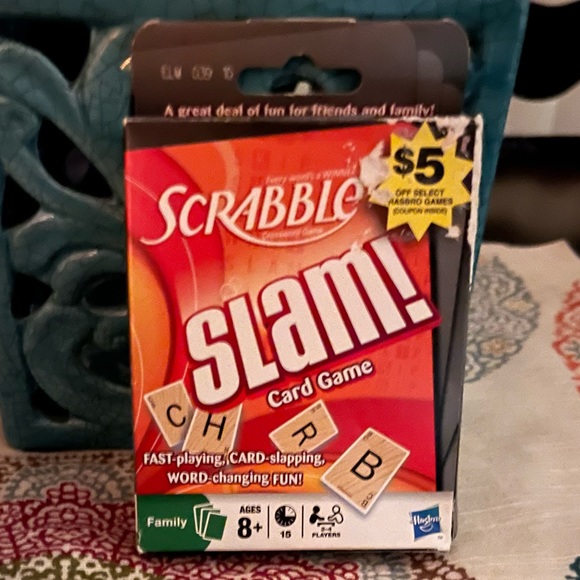 ELW 039 10
A great deal of fun for friends and family!
$5
OFF SELECT
HASBRO GAMES
(COUPON INSIDE)
Every word's a WINNER
SCRABBLE
Crossword Game
SLam!
Card Game
C
H
R
B
FAST-playing, CARD-slapping,
WORD-changing FUN!
Family
AGES
8+
15
2-4
PLAYERS
Hasbro